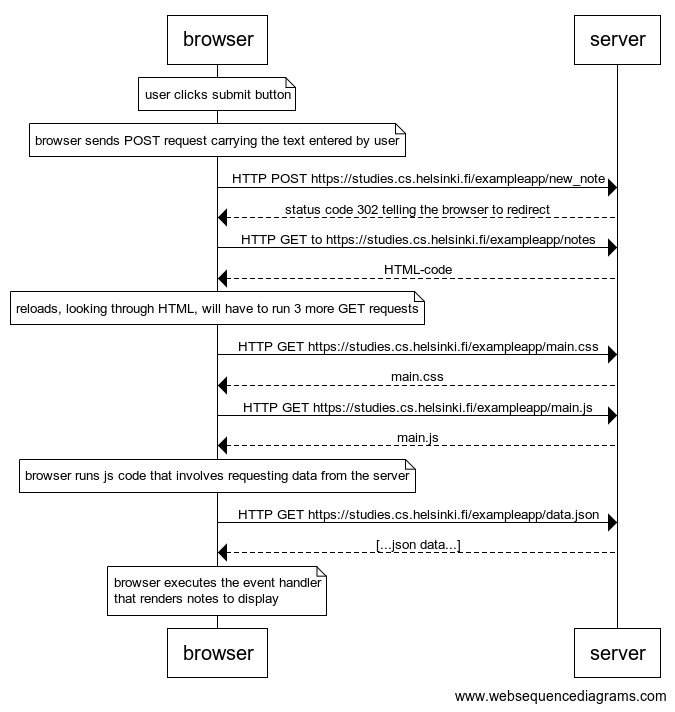 browser
server
user clicks submit button
browser sends POST request carrying the text entered by user
HTTP POST https://studies.cs.helsinki.fi/exampleapp/new_note
status code 302 telling the browser to redirect
HTTP GET to https://studies.cs.helsinki.fi/exampleapp/notes
HTML-code
reloads, looking through HTML, will have to run 3 more GET requests
HTTP GET https://studies.cs.helsinki.fi/exampleapp/main.css
main.css
HTTP GET https://studies.cs.helsinki.fi/exampleapp/main.js
main.js
browser runs js code that involves requesting data from the server
HTTP GET https://studies.cs.helsinki.fi/exampleapp/data.json
[...json data...]
browser executes the event handler
that renders notes to display
browser
server
www.websequencediagrams.com